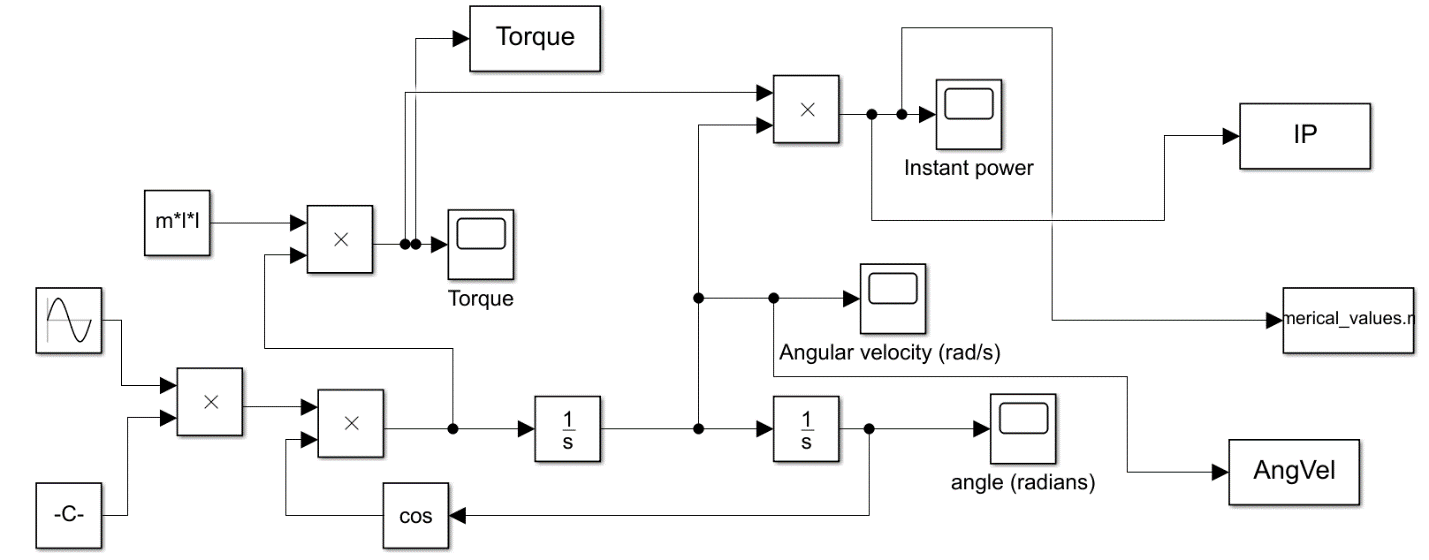 Torque
×
Instant power
IP
m*l*l
×
Torque
merical_values.m
Angular velocity (rad/s)
×
×
1
s
1
s
angle (radians)
AngVel
-C-
cos